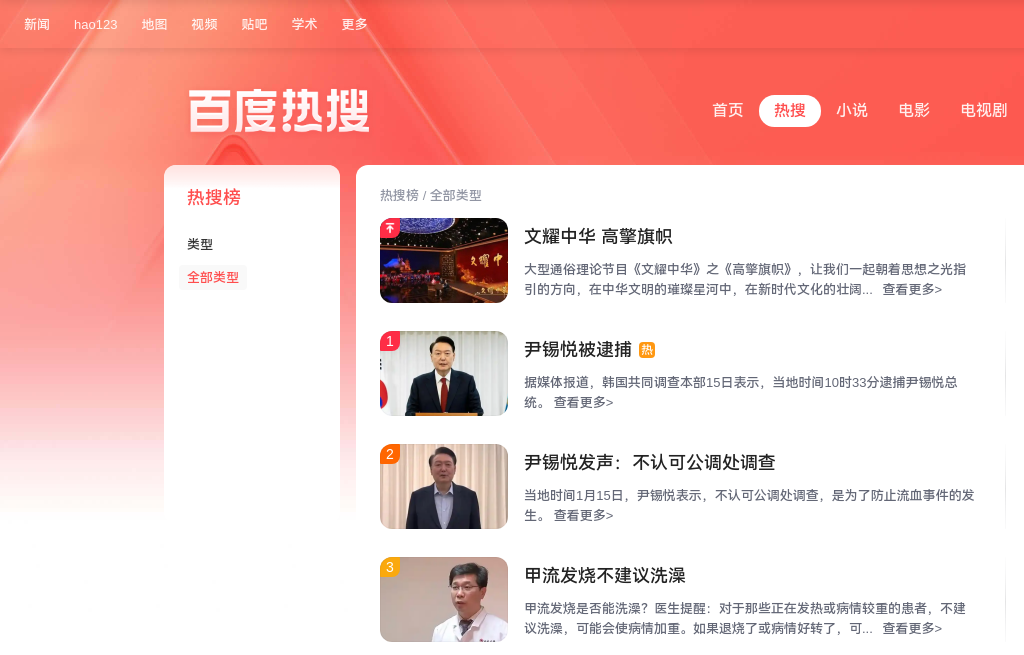 新闻 hao123 地图 视频 贴吧 学术 更多
百度热搜
首页 热搜 小说 电影 电视剧
热搜榜
类型
全部类型
热搜榜 / 全部类型
文耀中华 高擎旗帜
大型通俗理论节目《文耀中华》之《高擎旗帜》，让我们一起朝着思想之光指
引的方向，在中华文明的璀璨星河中，在新时代文化的壮阔... 查看更多>
1
尹锡悦被逮捕 热
据媒体报道，韩国共同调查本部15日表示，当地时间10时33分逮捕尹锡悦总
统。 查看更多>
2
尹锡悦发声：不认可公调处调查
当地时间1月15日，尹锡悦表示，不认可公调处调查，是为了防止流血事件的发
生。 查看更多>
3
甲流发烧不建议洗澡
甲流发烧是否能洗澡？医生提醒：对于那些正在发热或病情较重的患者，不建
议洗澡，可能会使病情加重。如果退烧了或病情好转了，可... 查看更多>